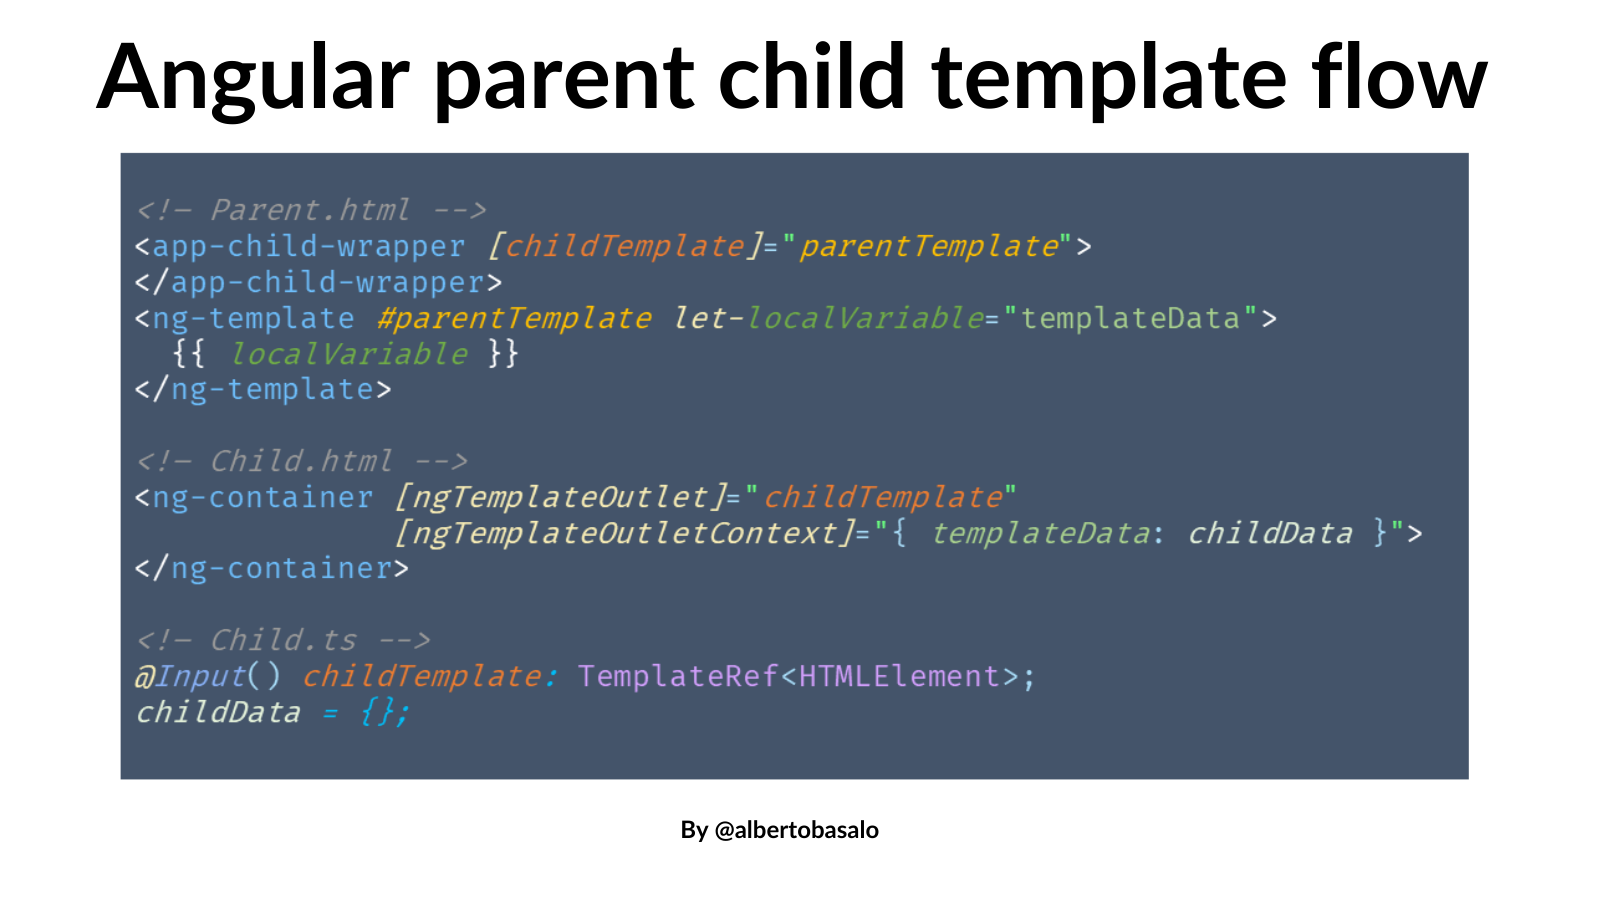 Angular parent child template flow
<!— Parent.html -->
<app-child-wrapper [childTemplate]="parentTemplate">
</app-child-wrapper>
<ng-template #parentTemplate let-localVariable="templateData">
  {{ localVariable }}
</ng-template>
<!— Child.html -->
<ng-container [ngTemplateOutlet]="childTemplate"
              [ngTemplateOutletContext]="{ templateData: childData }">
</ng-container>
<!— Child.ts -->
@Input() childTemplate: TemplateRef<HTMLElement>;
childData = {};
By @albertobasalo